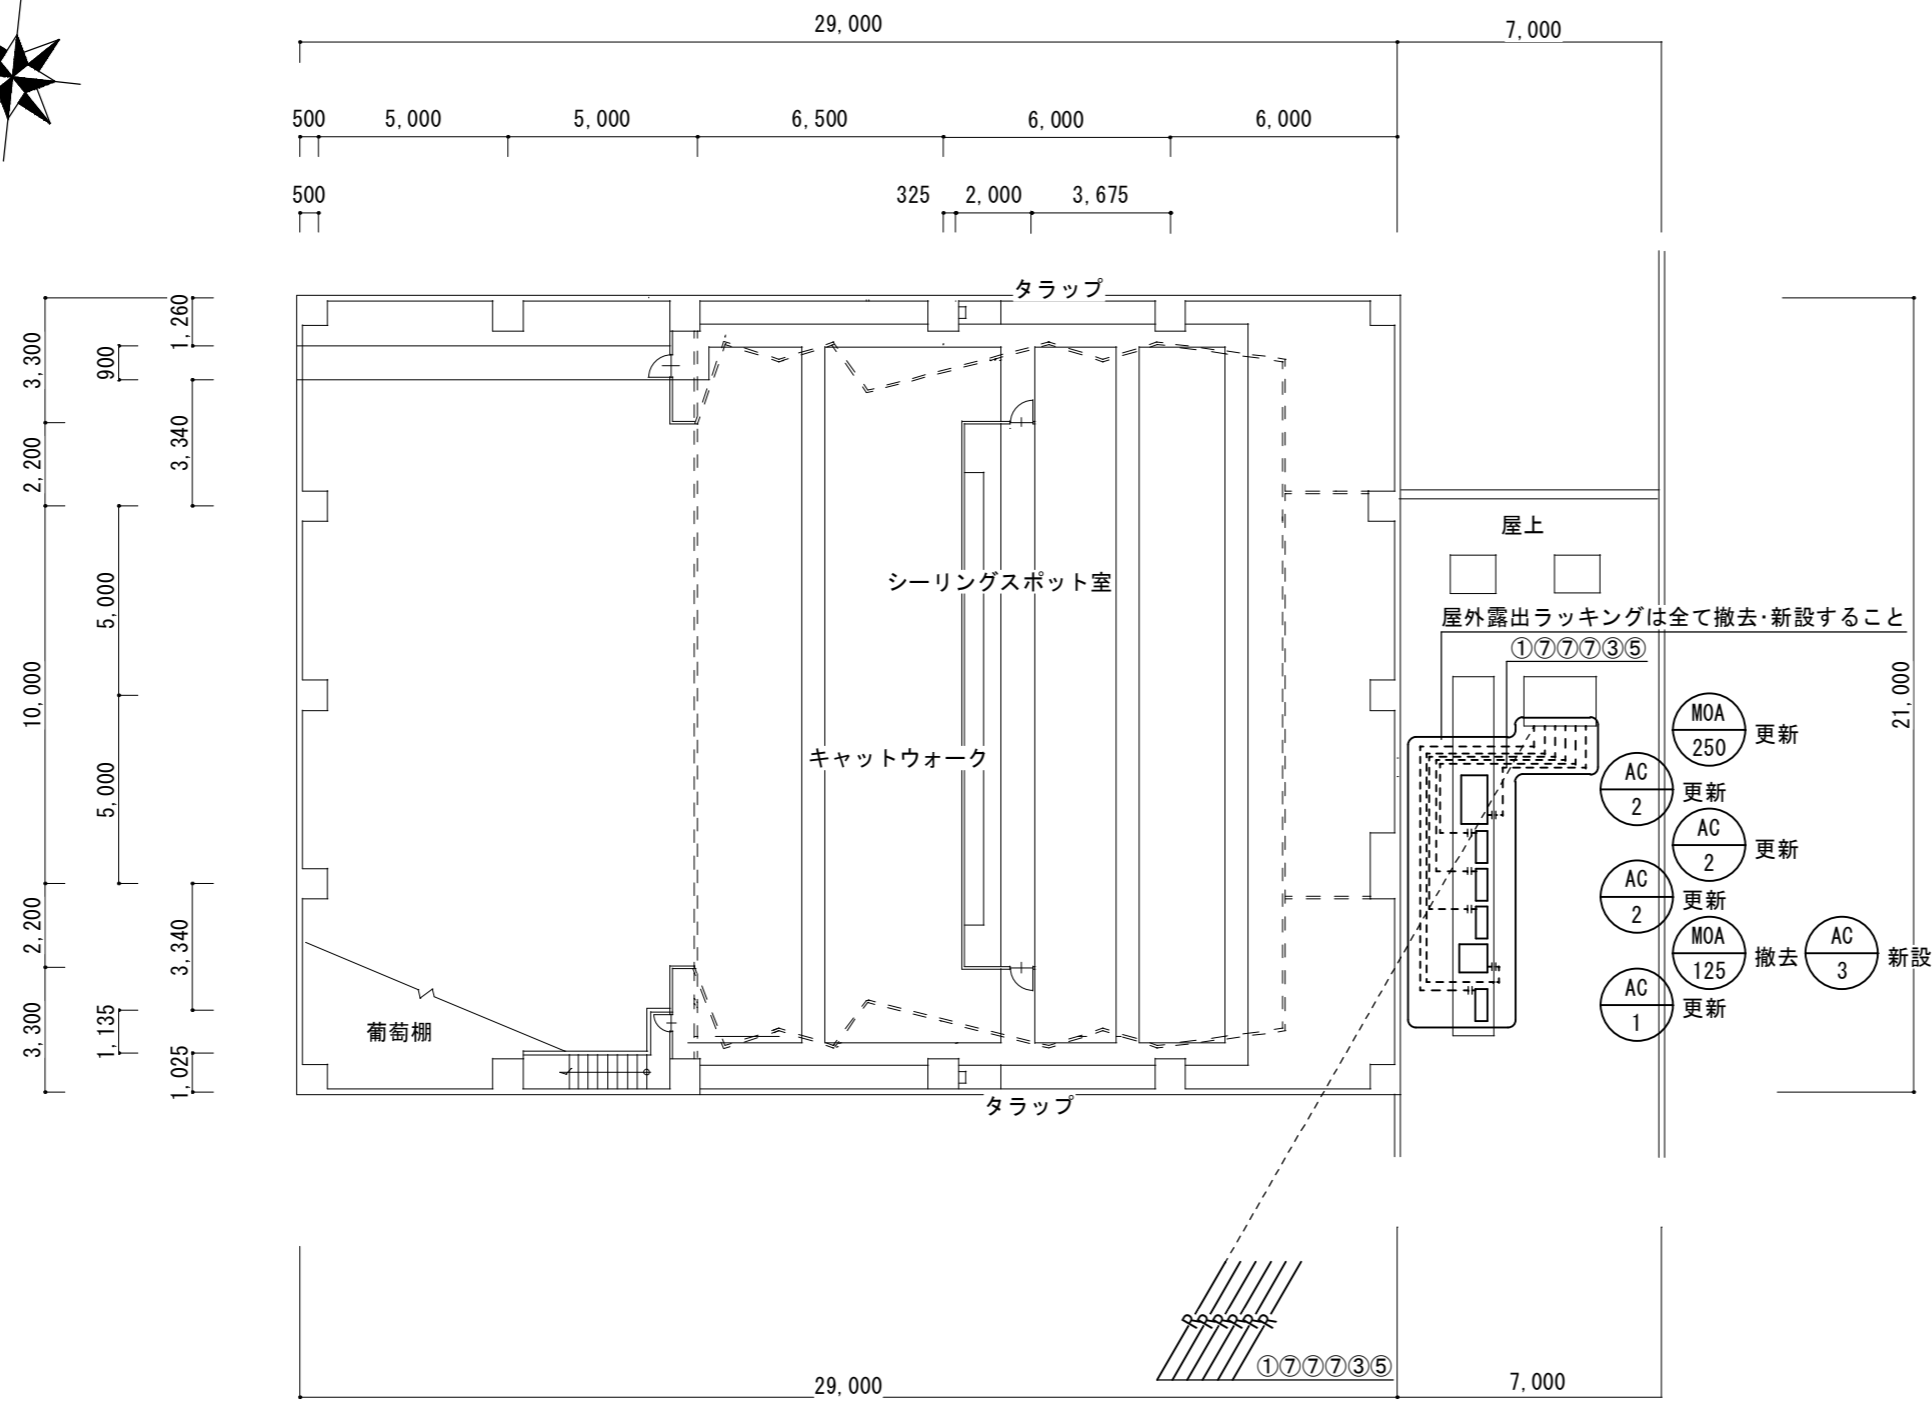 29,000
7,000
500
5,000
5,000
6,500
6,000
6,000
500
325
2,000
3,675
タラップ
1,260
3,300
900
3,340
2,200
屋上
シーリングスポット室
5,000
屋外露出ラッキングは全て撤去・新設すること
①⑦⑦⑦③⑤
10,000
21,000
MOA
250
更新
キャットウォーク
AC
2
更新
5,000
AC
2
更新
AC
2
更新
2,200
3,340
MOA
125
撤去
AC
3
新設
AC
1
更新
3,300
1,135
葡萄棚
1,025
タラップ
R
R
R
R
R
R
①⑦⑦⑦③⑤
29,000
7,000